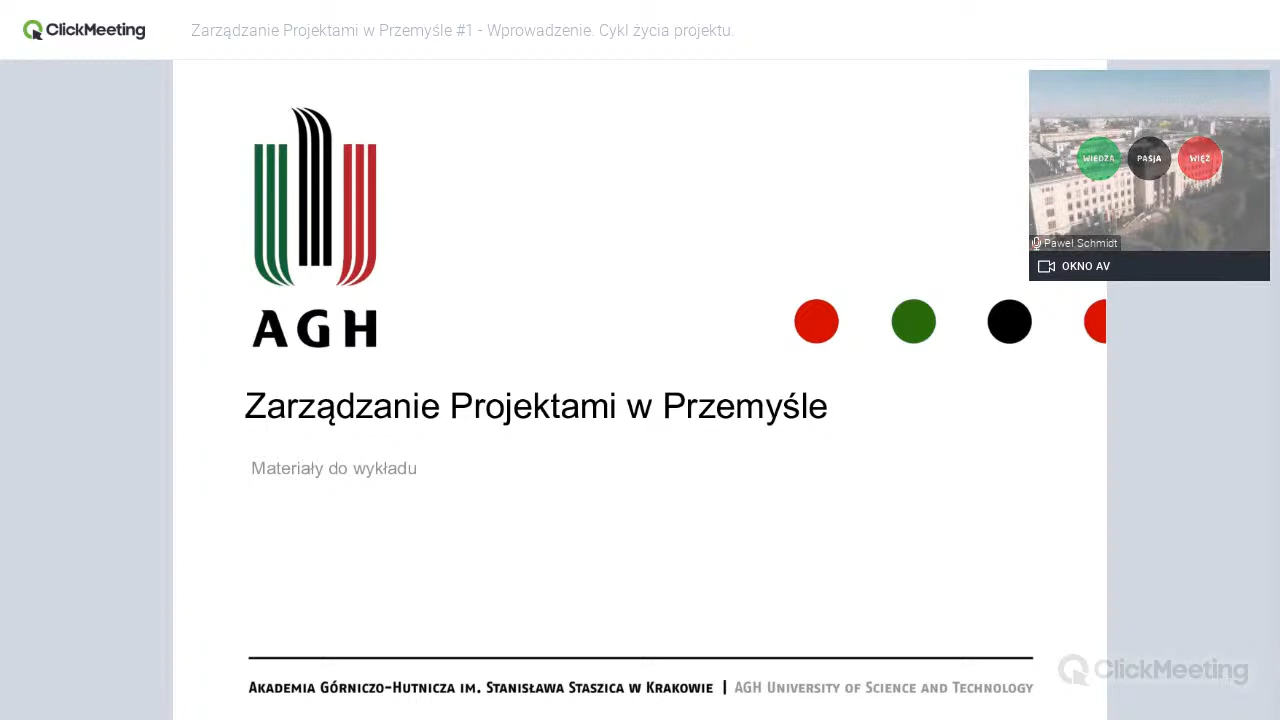 ClickMeeting
Zarządzanie Projektami w Przemyśle #1 - Wprowadzenie. Cykl życia projektu.
WIEDZA PASJA WIĘŹ
Paweł Schmidt
OKNO AV
AGH
Zarządzanie Projektami w Przemyśle
Materiały do wykładu
ClickMeeting
Akademia Górniczo-Hutnicza im. Stanisława Staszica w Krakowie | AGH University of Science and Technology